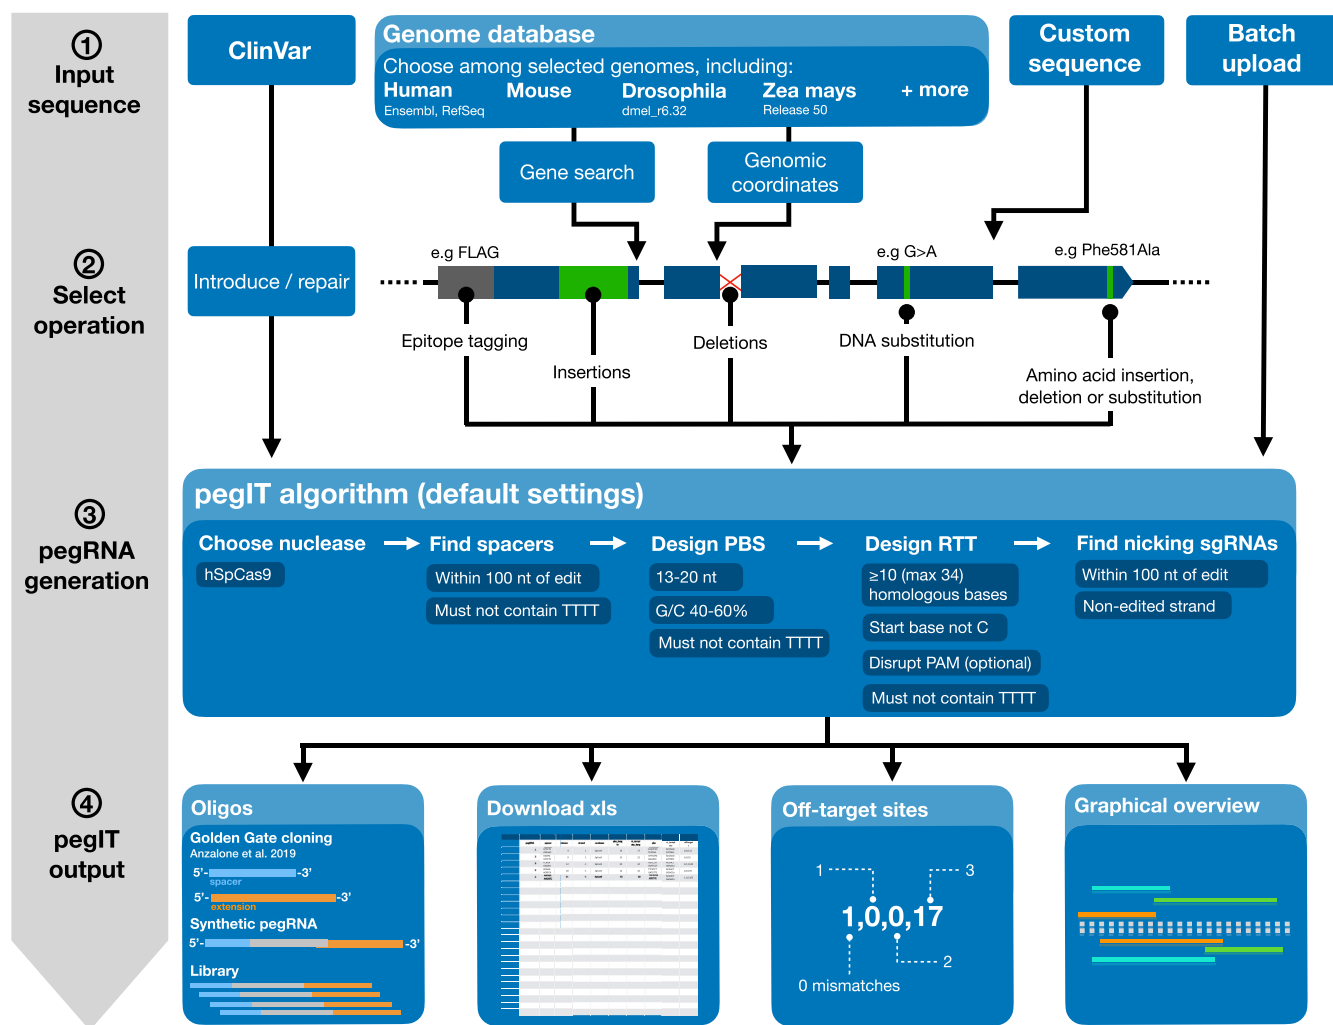 1
Input
sequence
ClinVar
Genome database
Choose among selected genomes, including:
Human
Ensembl, RefSeq
Mouse
Drosophila
dmel_r6.32
Zea mays
Release 50
+ more
Custom
sequence
Batch
upload
Gene search
Genomic
coordinates
2
Select
operation
Introduce / repair
e.g FLAG
e.g G>A
e.g Phe581Ala
Epitope tagging
Insertions
Deletions
DNA substitution
Amino acid insertion,
deletion or substitution
3
pegRNA
generation
pegIT algorithm (default settings)
Choose nuclease
hSpCas9
Find spacers
Within 100 nt of edit
Must not contain TTTT
Design PBS
13-20 nt
G/C 40-60%
Must not contain TTTT
Design RTT
≥10 (max 34)
homologous bases
Start base not C
Disrupt PAM (optional)
Must not contain TTTT
Find nicking sgRNAs
Within 100 nt of edit
Non-edited strand
4
pegIT
output
Oligos
Golden Gate cloning
Anzalone et al. 2019
5'- -3'
spacer
5'- -3'
extension
Synthetic pegRNA
5'- -3'
Library
Download xls
Off-target sites
1 3
1,0,0,17
2
0 mismatches
Graphical overview